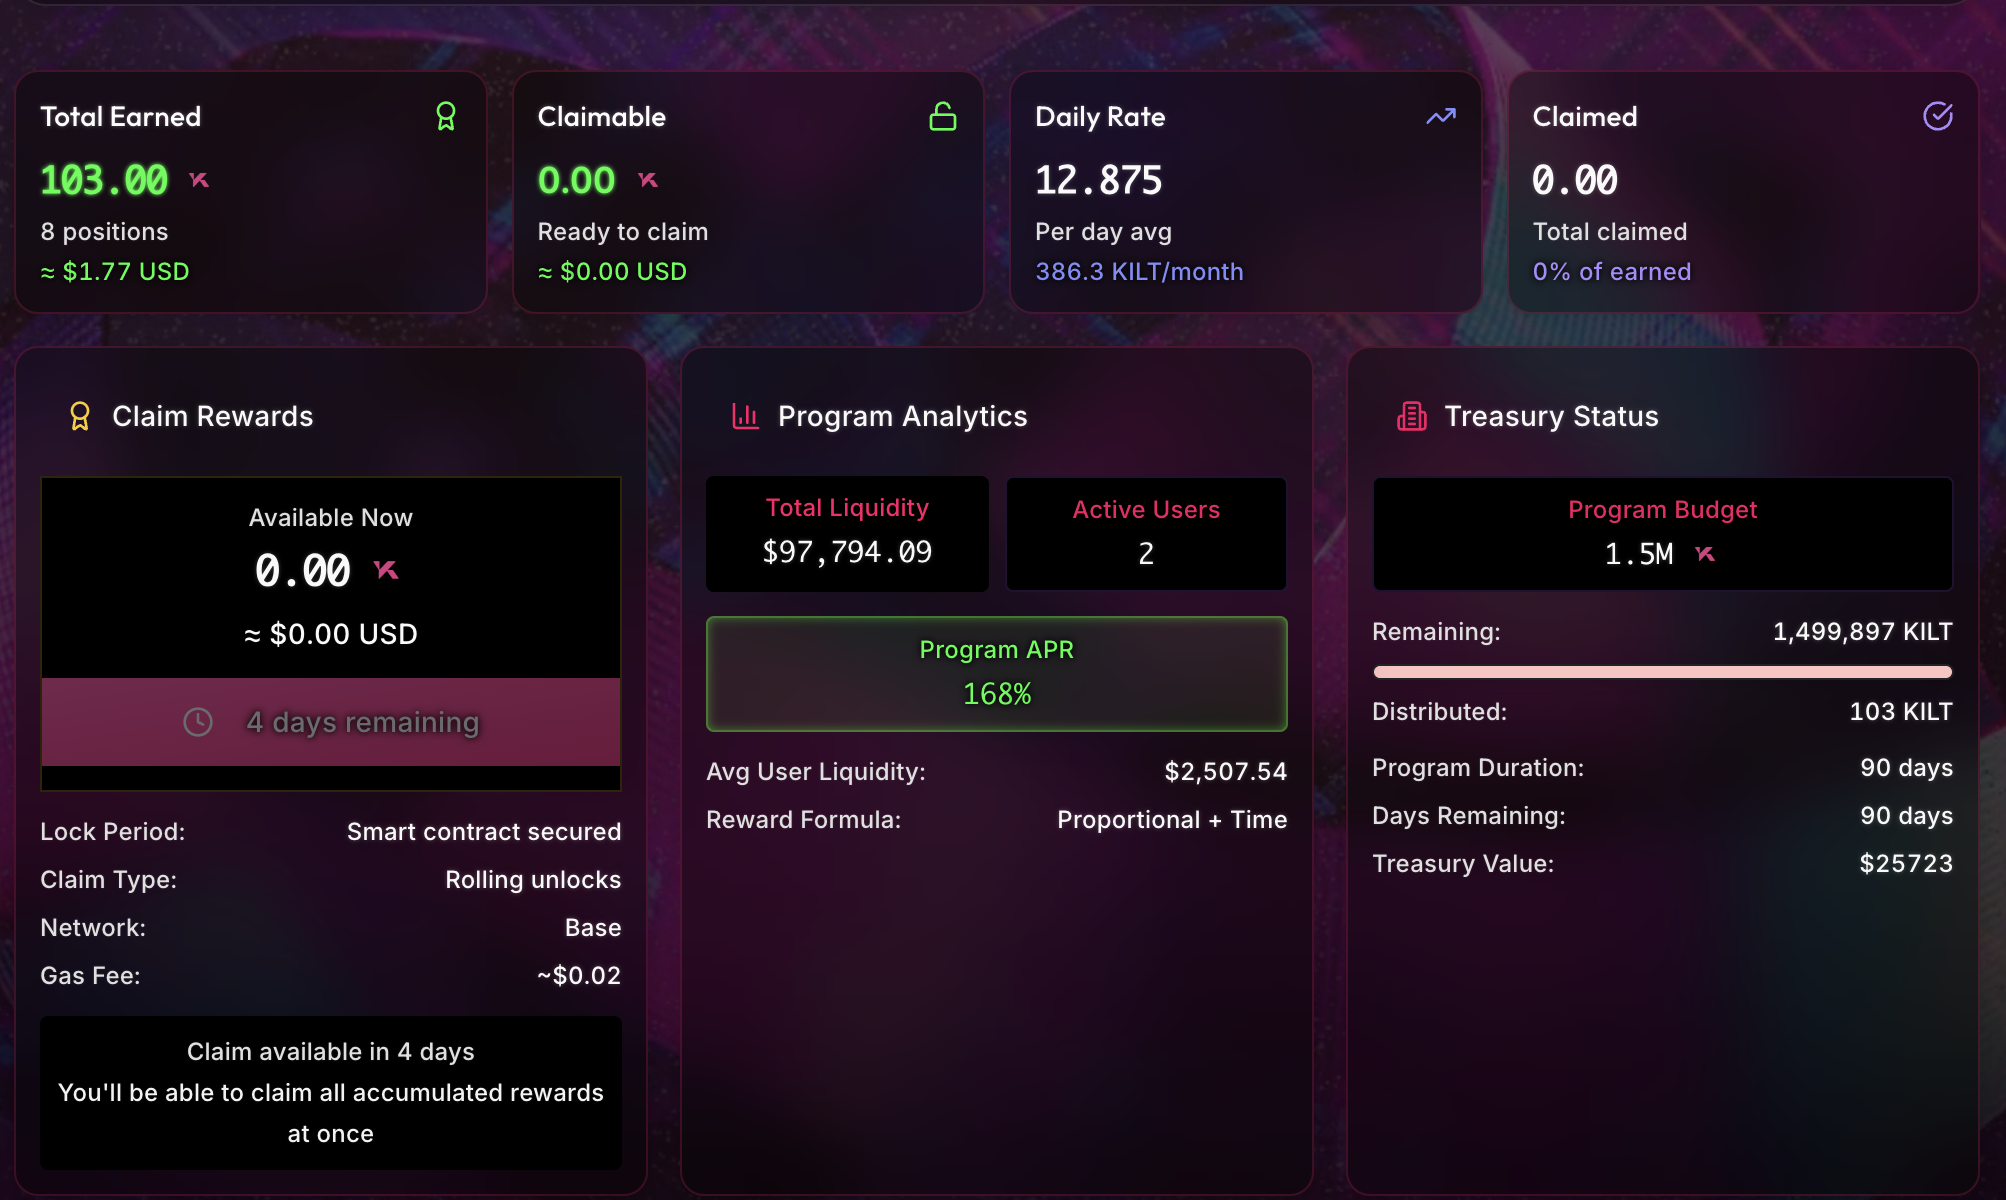 Total Earned
103.00
8 positions
≈ $1.77 USD
Claimable
0.00
Ready to claim
≈ $0.00 USD
Daily Rate
12.875
Per day avg
386.3 KILT/month
Claimed
0.00
Total claimed
0% of earned
Claim Rewards
Available Now
0.00
≈ $0.00 USD
4 days remaining
Lock Period: Smart contract secured
Claim Type: Rolling unlocks
Network: Base
Gas Fee: ~$0.02
Claim available in 4 days
You'll be able to claim all accumulated rewards
at once
Program Analytics
Total Liquidity
$97,794.09
Active Users
2
Program APR
168%
Avg User Liquidity: $2,507.54
Reward Formula: Proportional + Time
Treasury Status
Program Budget
1.5M
Remaining: 1,499,897 KILT
Distributed: 103 KILT
Program Duration: 90 days
Days Remaining: 90 days
Treasury Value: $25723